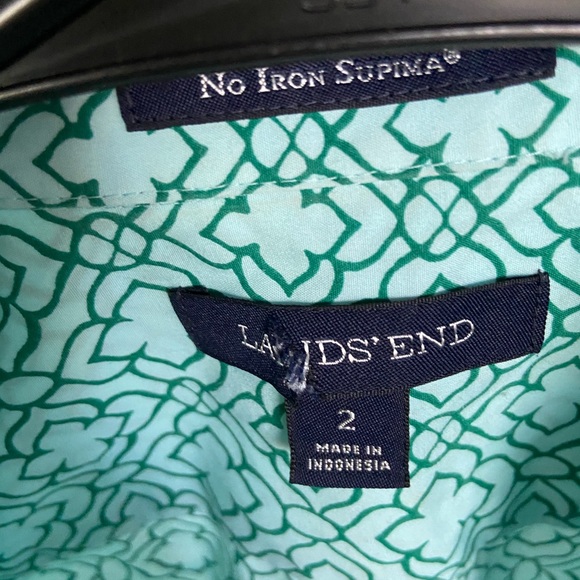 NO IRON SUPIMA®
LANDS' END
2
MADE IN
INDONESIA